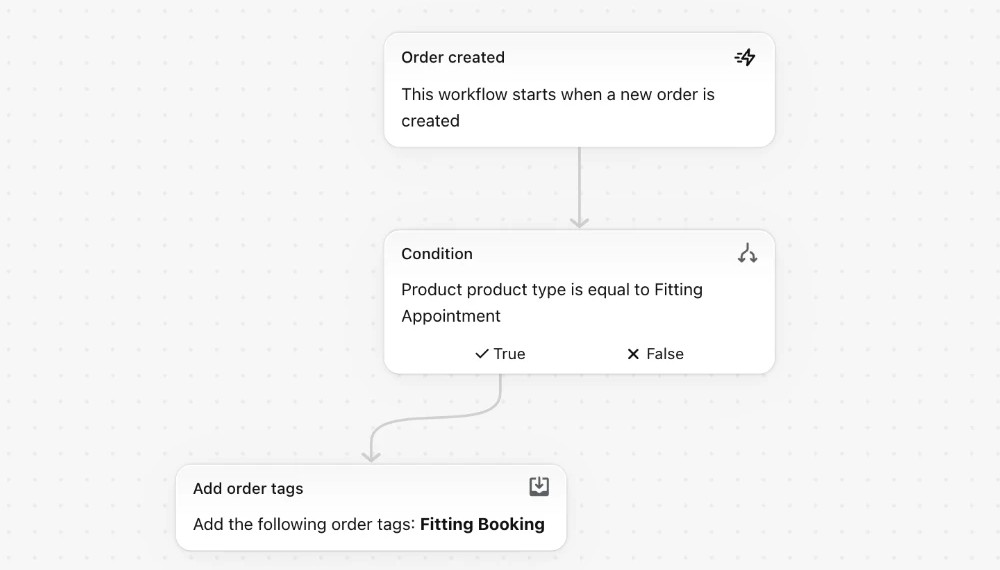 Order created
This workflow starts when a new order is
created
Condition
Product product type is equal to Fitting
Appointment
True
False
Add order tags
Add the following order tags: Fitting Booking